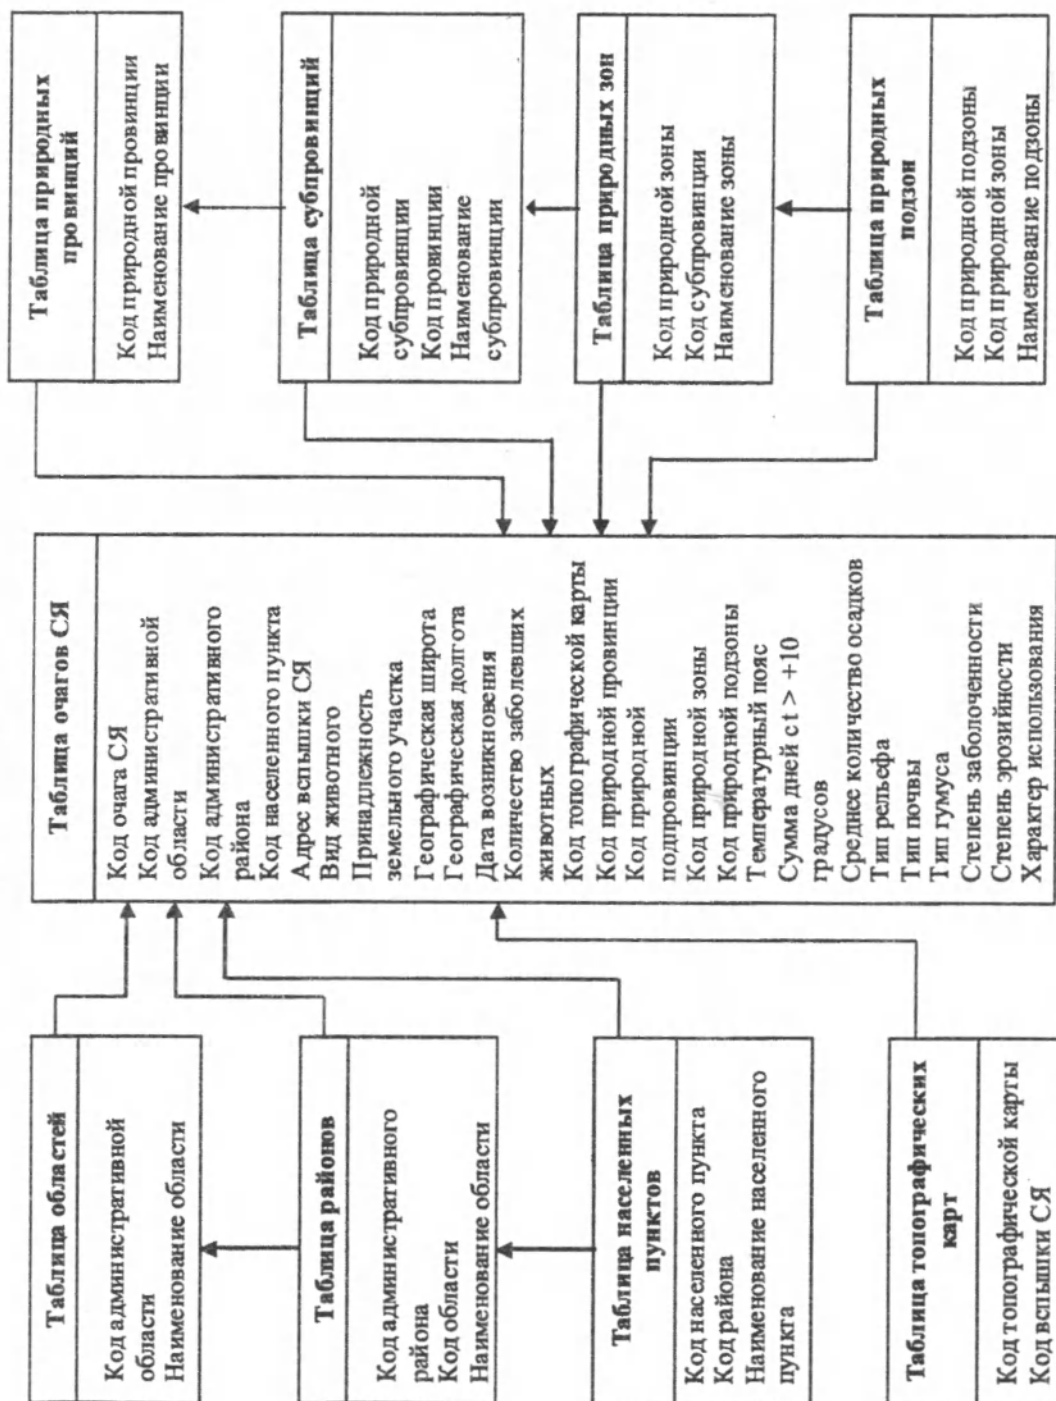 Таблица областей
Код административной
области
Наименование области
Таблица районов
Код административного
района
Код области
Наименование области
Таблица населенных
пунктов
Код населенного пункта
Код района
Наименование населенного
пункта
Таблица топографических
карт
Код топографической карты
Код вспышки СЯ
Таблица очагов СЯ
Код очага СЯ
Код административной
области
Код административного
района
Код населенного пункта
Адрес вспышки СЯ
Вид животного
Принадлежность
земельного участка
Географическая широта
Географическая долгота
Дата возникновения
Количество заболевших
животных
Код топографической карты
Код природной провинции
Код природной
подпровинции
Код природной зоны
Код природной подзоны
Температурный пояс
Сумма дней с t > +10
градусов
Среднее количество осадков
Тип рельефа
Тип почвы
Тип гумуса
Степень заболоченности
Степень эрозийности
Характер использования
Таблица природных
провинций
Код природной провинции
Наименование провинции
Таблица субпровинций
Код природной
субпровинции
Код провинции
Наименование
субпровинции
Таблица природных зон
Код природной зоны
Код субпровинции
Наименование зоны
Таблица природных
подзон
Код природной подзоны
Код природной зоны
Наименование подзоны